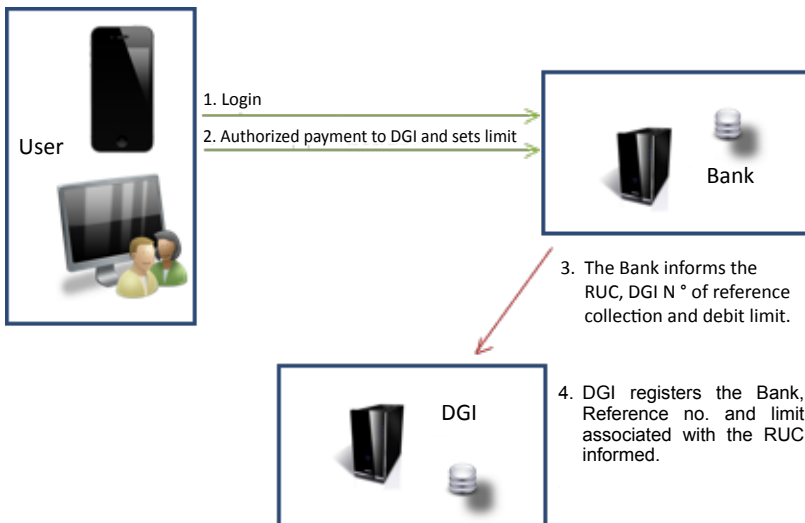 User
1. Login
2. Authorized payment to DGI and sets limit
Bank
3. The Bank informs the
RUC, DGI N ° of reference
collection and debit limit.
DGI
4. DGI registers the Bank,
Reference no. and limit
associated with the RUC
informed.